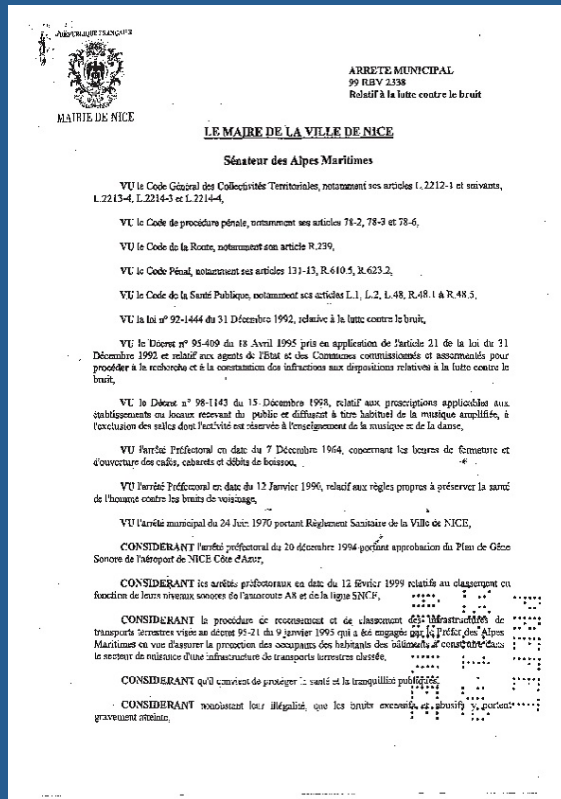 REPUBLIQUE FRANÇAISE
MAIRIE DE NICE
ARRETE MUNICIPAL
99 RBV 2338
Relatif à la lutte contre le bruit
LE MAIRE DE LA VILLE DE NICE
Sénateur des Alpes Maritimes
VU le Code Général des Collectivités Territoriales, notamment ses articles L.2212-1 et suivants,
L.2213-4, L.2214-3 et L.2214-4,
VU le Code de procédure pénale, notamment ses articles 78-2, 78-3 et 78-6,
VU le Code de la Route, notamment son article R.239,
VU le Code Pénal, notamment ses articles 131-13, R.610.5, R.623.2,
VU le Code de la Santé Publique, notamment ses articles L.1, L.2, L.48, R.48.1 à R.48.5,
VU la loi n° 92-1444 du 31 Décembre 1992, relative à la lutte contre le bruit,
VU le Décret n° 95-409 du 18 Avril 1995 pris en application de l'article 21 de la loi du 31
Décembre 1992 et relatif aux agents de l'Etat et des Communes commissionnés et assermentés pour
procéder à la recherche et à la constatation des infractions aux dispositions relatives à la lutte contre le
bruit,
VU le Décret n° 98-1143 du 15 Décembre 1998, relatif aux prescriptions applicables aux
établissements ou locaux recevant du public et diffusant à titre habituel de la musique amplifiée, à
l'exclusion des salles dont l'activité est réservée à l'enseignement de la musique et de la danse,
VU l'arrêté Préfectoral en date du 7 Décembre 1964, concernant les heures de fermeture et
d'ouverture des cafés, cabarets et débits de boisson,
VU l'arrêté Préfectoral en date du 12 Janvier 1990, relatif aux règles propres à préserver la santé
de l'homme contre les bruits de voisinage,
VU l'arrêté municipal du 24 Juin 1970 portant Règlement Sanitaire de la Ville de NICE,
CONSIDERANT l'arrêté préfectoral du 20 décembre 1994 portant approbation du Plan de Gêne
Sonore de l'aéroport de NICE Côte d'Azur,
CONSIDERANT les arrêtés préfectoraux en date du 12 février 1999 relatifs au classement en
fonction de leurs niveaux sonores de l'autoroute A8 et de la ligne SNCF,
CONSIDERANT la procédure de recensement et de classement des infrastructures de
transports terrestres visée au décret 95-21 du 9 janvier 1995 qui a été engagée par le Préfet des Alpes
Maritimes en vue d'assurer la protection des occupants des habitants des bâtiments à construire dans
le secteur de nuisance d'une infrastructure de transports terrestres classée,
CONSIDERANT qu'il convient de protéger la santé et la tranquillité publiques,
CONSIDERANT nonobstant leur illégalité, que les bruits excessifs et abusifs y portent
gravement atteinte,